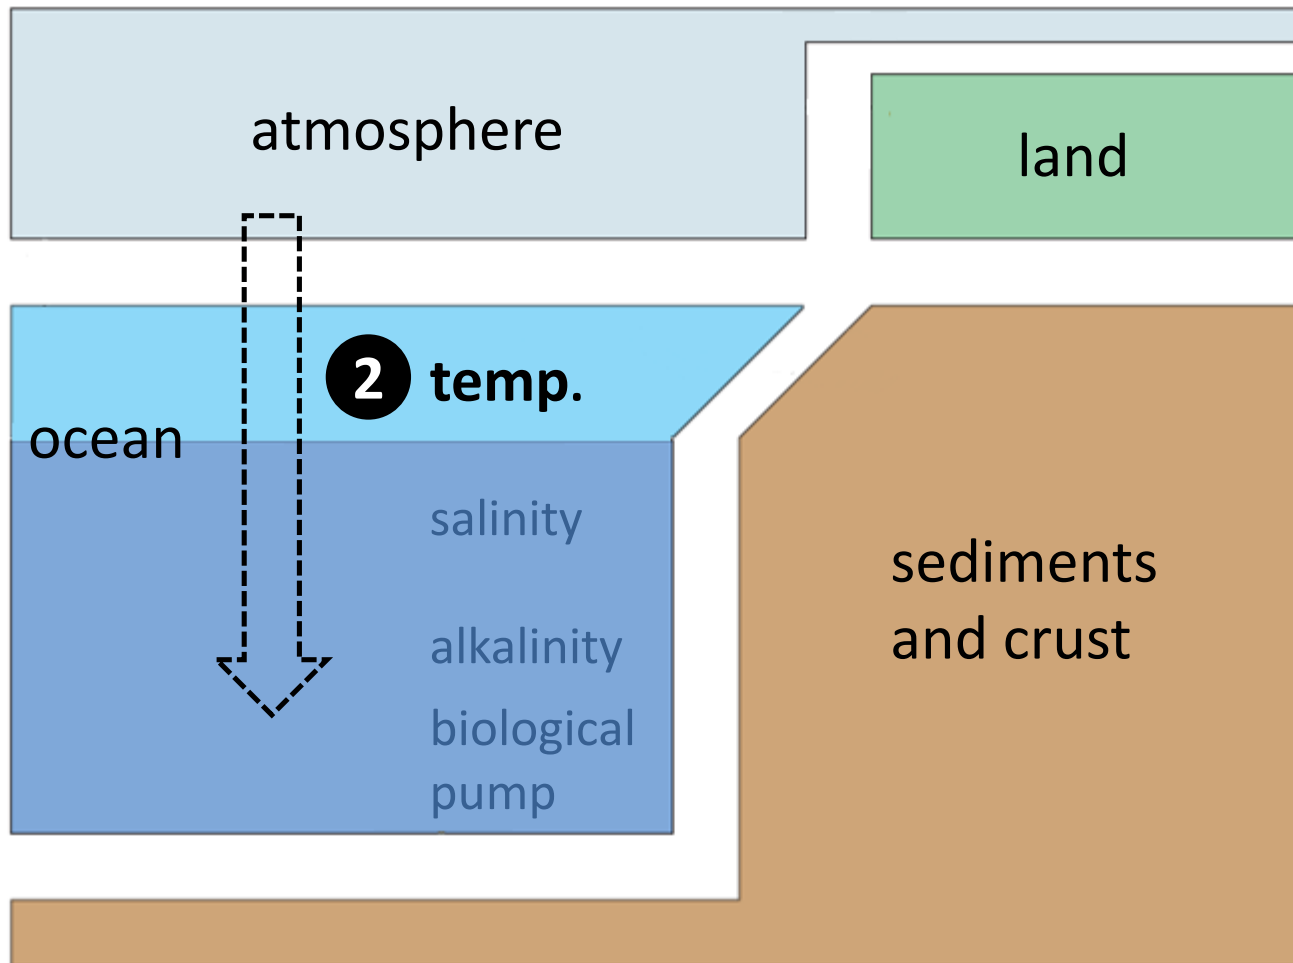 atmosphere
land
2 temp.
ocean
salinity
sediments
and crust
alkalinity
biological
pump